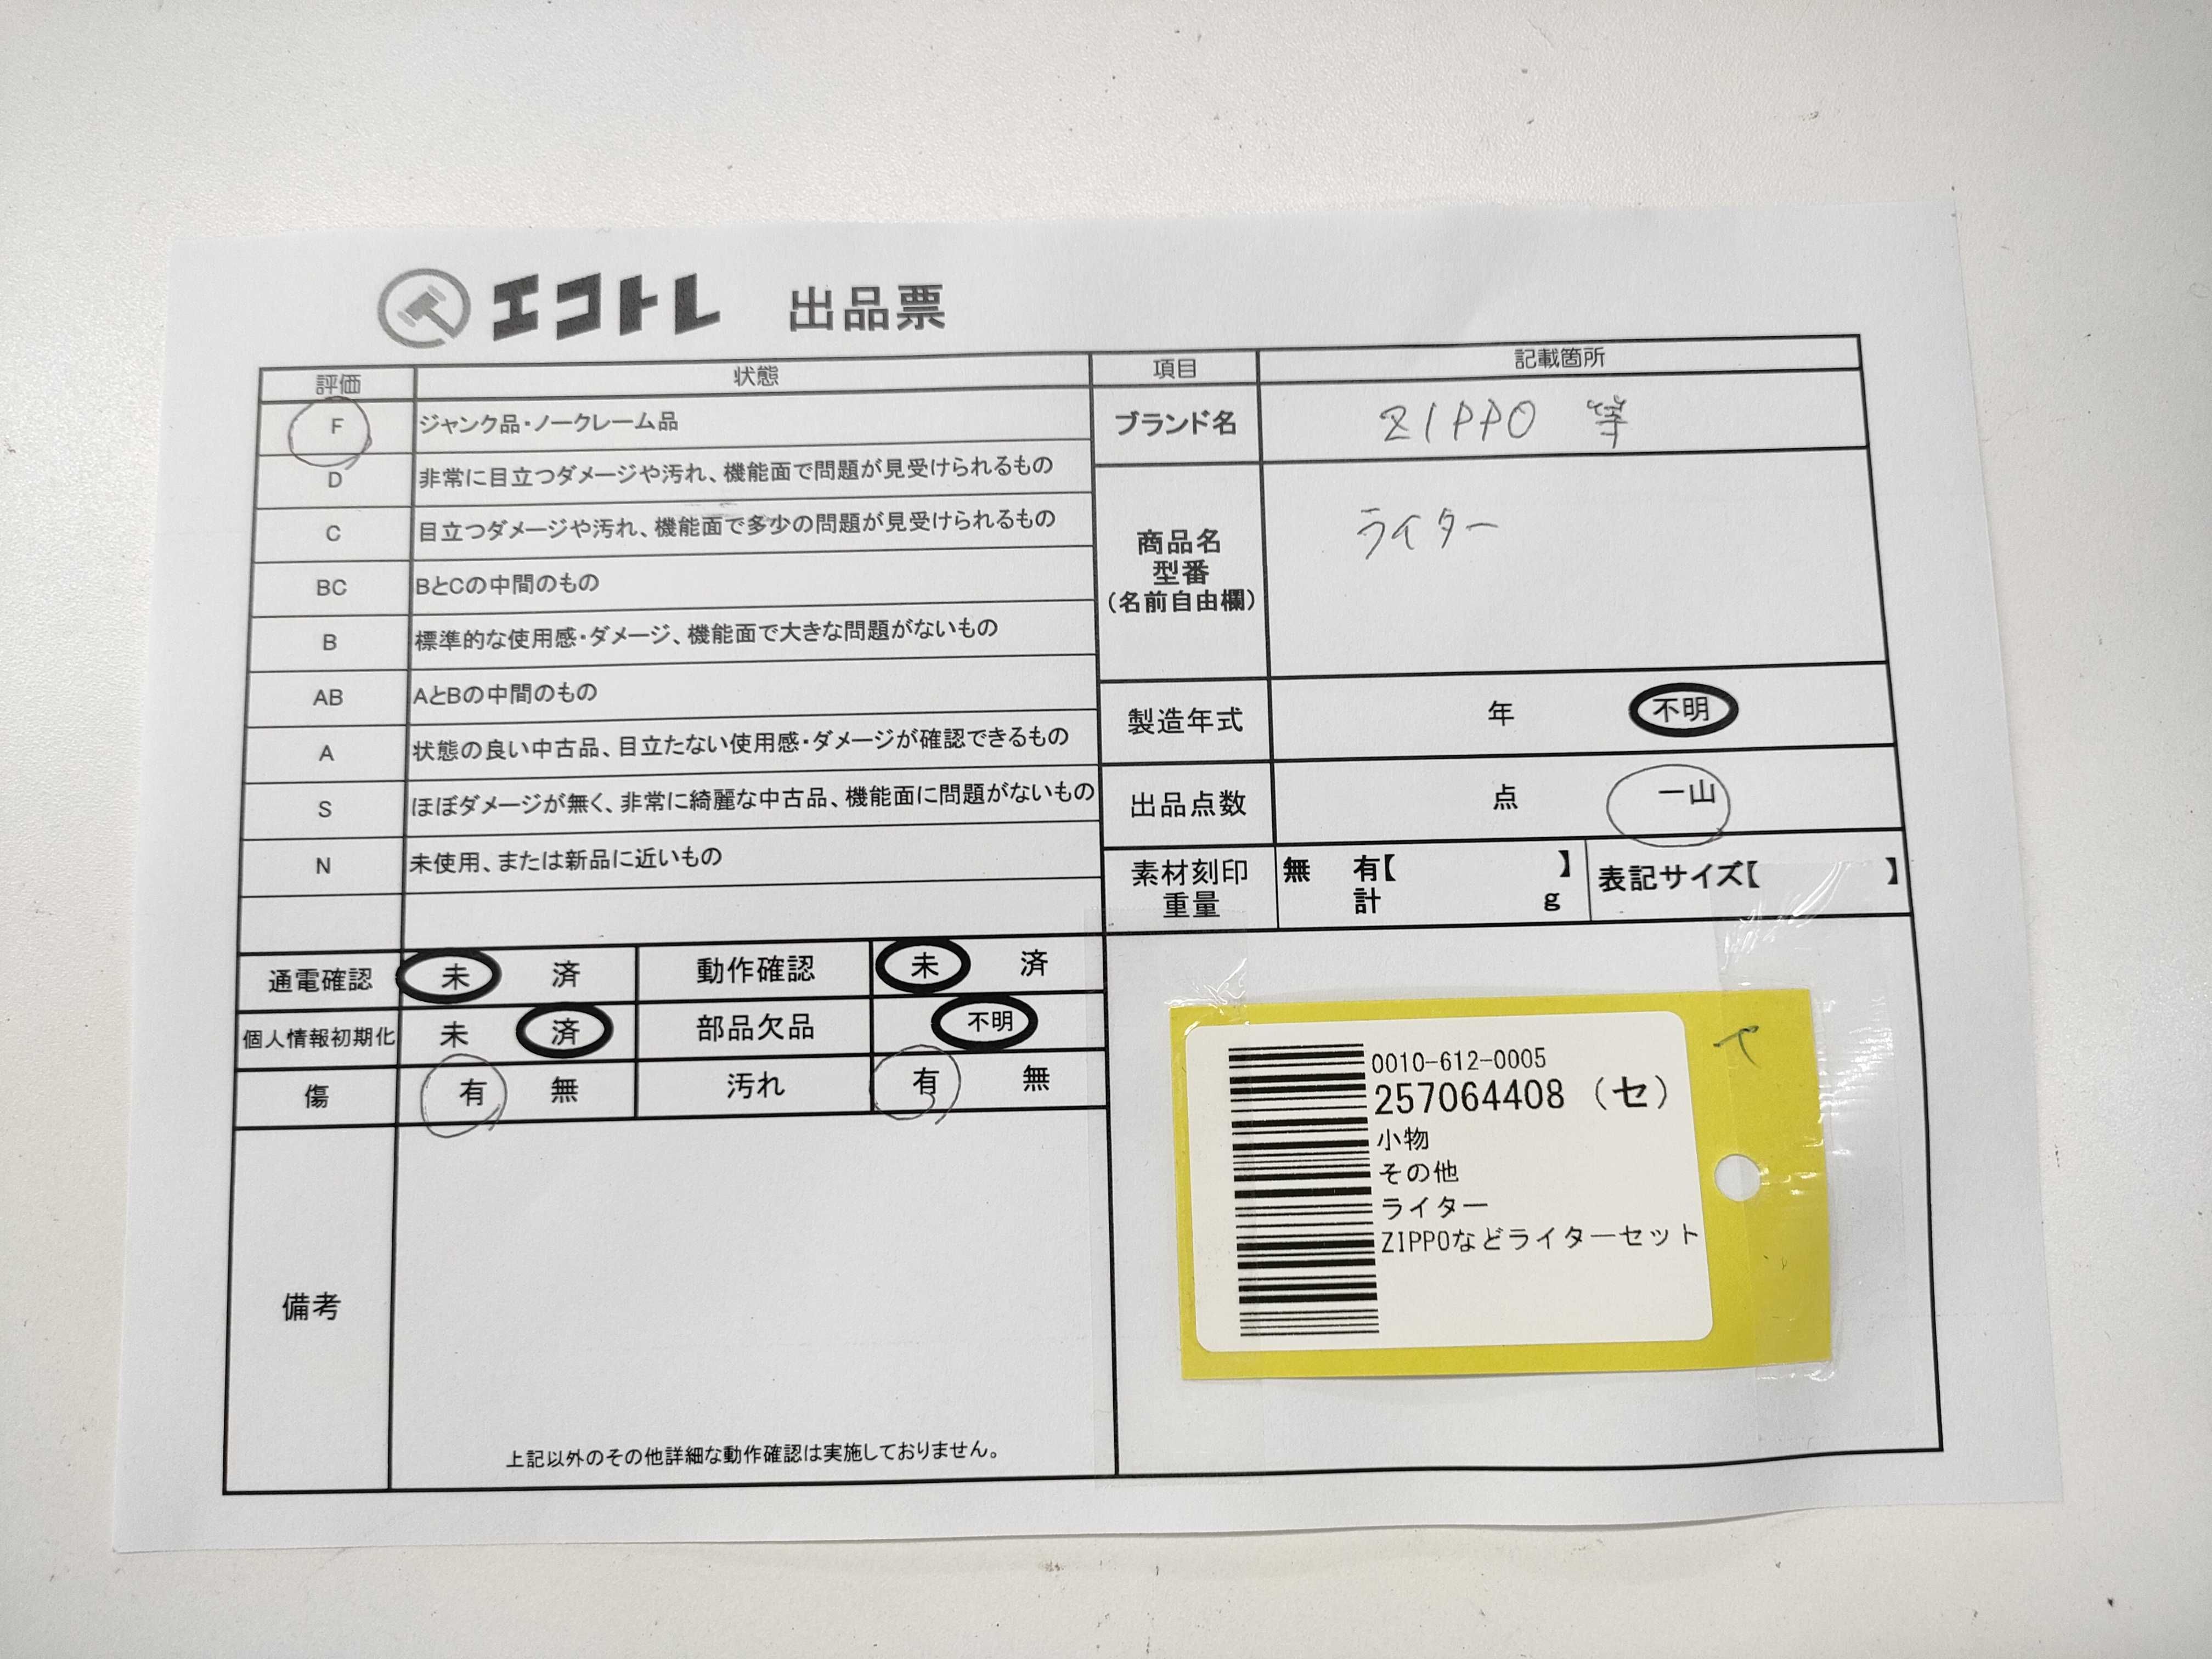 エコトレ 出品票
評価 状態
F ジャンク品・ノークレーム品
D 非常に目立つダメージや汚れ、機能面で問題が見受けられるもの
C 目立つダメージや汚れ、機能面で多少の問題が見受けられるもの
BC BとCの中間のもの
B 標準的な使用感・ダメージ、機能面で大きな問題がないもの
AB AとBの中間のもの
A 状態の良い中古品、目立たない使用感・ダメージが確認できるもの
S ほぼダメージが無く、非常に綺麗な中古品、機能面に問題がないもの
N 未使用、または新品に近いもの
通電確認 未 済 動作確認 未 済
個人情報初期化 未 済 部品欠品 不明
傷 有 無 汚れ 有 無
備考
上記以外のその他詳細な動作確認は実施しておりません。
項目 記載箇所
ブランド名 ZIPPO 等
商品名
型番
(名前自由欄)
ライター
製造年式 年 不明
出品点数 点 一山
素材刻印 無 有【 】 表記サイズ【 】
重量 計 g
0010-612-0005
257064408 (セ)
小物
その他
ライター
ZIPPOなどライターセット